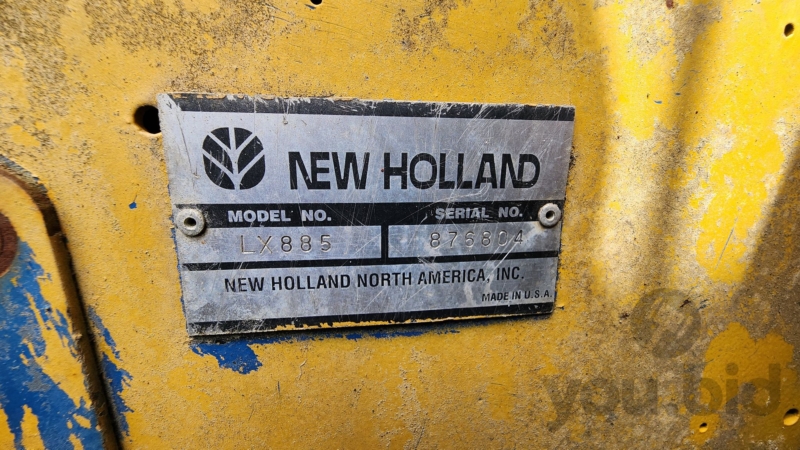 NEW HOLLAND
MODEL NO. SERIAL NO.
LX885 876804
NEW HOLLAND NORTH AMERICA, INC.
MADE IN U.S.A.
you.bid